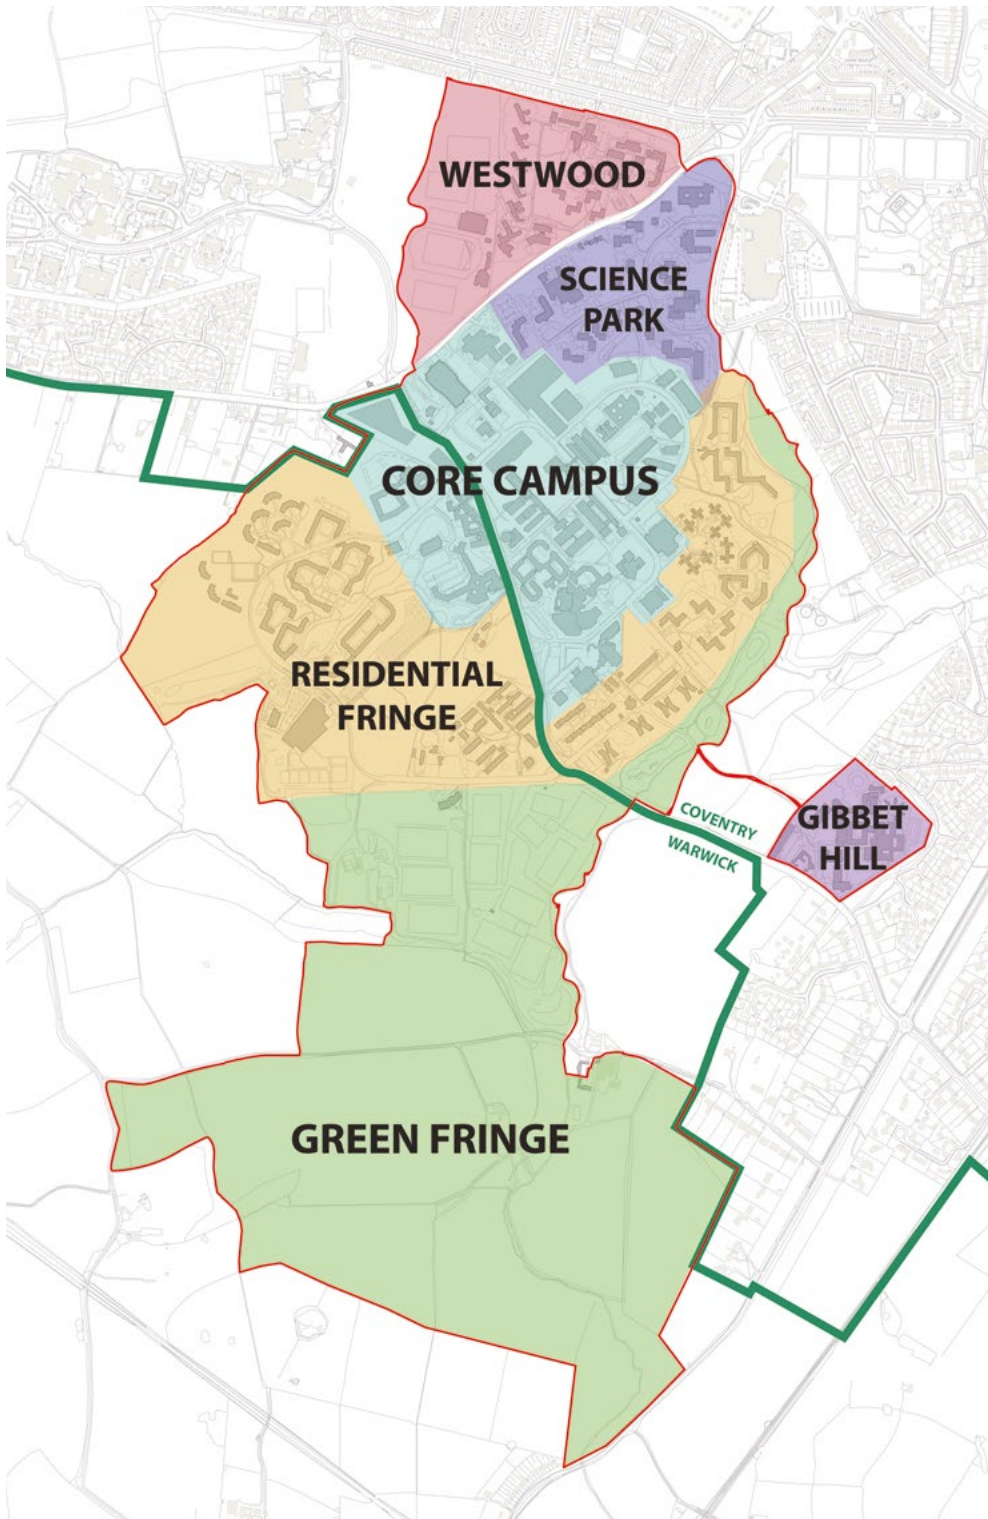 WESTWOOD
SCIENCE
PARK
CORE CAMPUS
RESIDENTIAL
FRINGE
COVENTRY
WARWICK
GIBBET
HILL
GREEN FRINGE